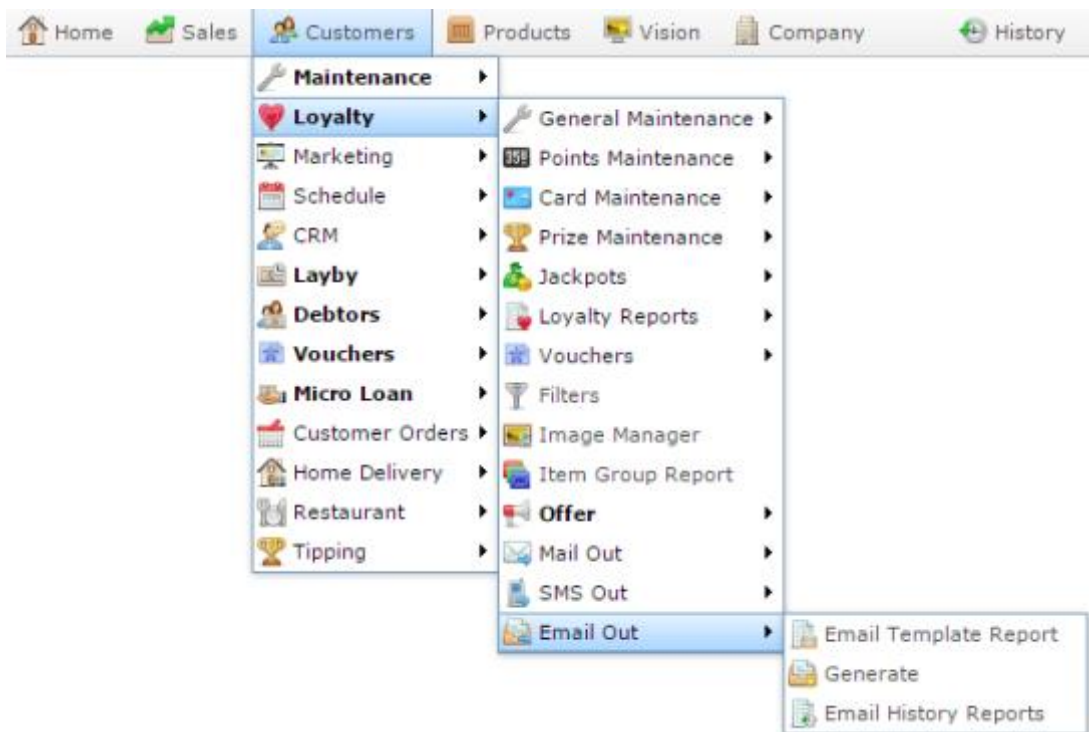 Home Sales Customers Products Vision Company History
Maintenance
Loyalty
Marketing
Schedule
CRM
Layby
Debtors
Vouchers
Micro Loan
Customer Orders
Home Delivery
Restaurant
Tipping
General Maintenance
Points Maintenance
Card Maintenance
Prize Maintenance
Jackpots
Loyalty Reports
Vouchers
Filters
Image Manager
Item Group Report
Offer
Mail Out
SMS Out
Email Out
Email Template Report
Generate
Email History Reports